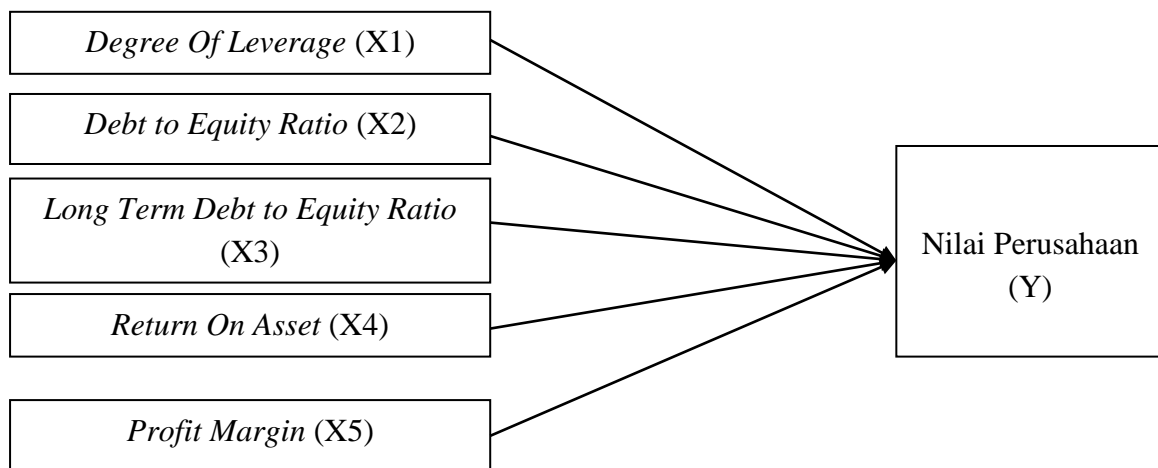 Degree Of Leverage (X1)
Debt to Equity Ratio (X2)
Long Term Debt to Equity Ratio
(X3)
Return On Asset (X4)
Profit Margin (X5)
Nilai Perusahaan
(Y)